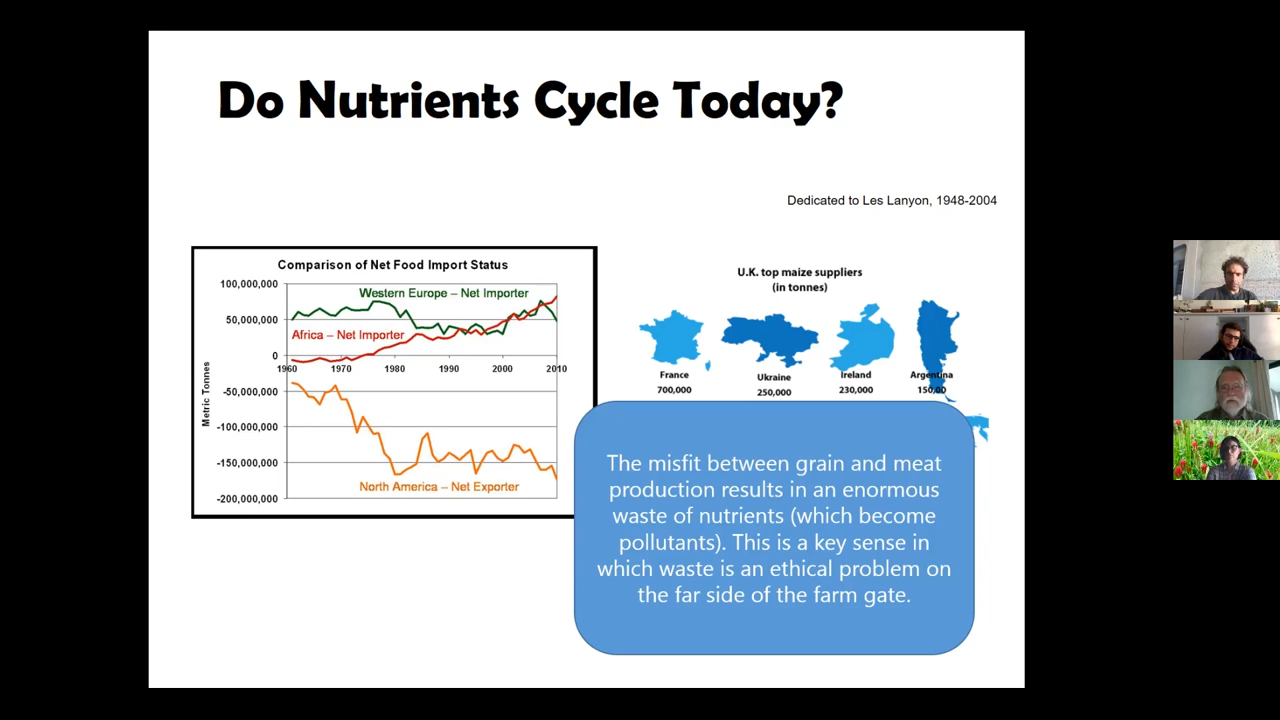 Do Nutrients Cycle Today?
Dedicated to Les Lanyon, 1948-2004
Comparison of Net Food Import Status
100,000,000
Western Europe – Net Importer
50,000,000
Africa – Net Importer
0
1960 1970 1980 1990 2000 2010
-50,000,000
-100,000,000
-150,000,000
North America – Net Exporter
-200,000,000
Metric Tonnes
U.K. top maize suppliers
(in tonnes)
France
700,000
Ukraine
250,000
Ireland
230,000
Argentina
150,00
The misfit between grain and meat
production results in an enormous
waste of nutrients (which become
pollutants). This is a key sense in
which waste is an ethical problem on
the far side of the farm gate.